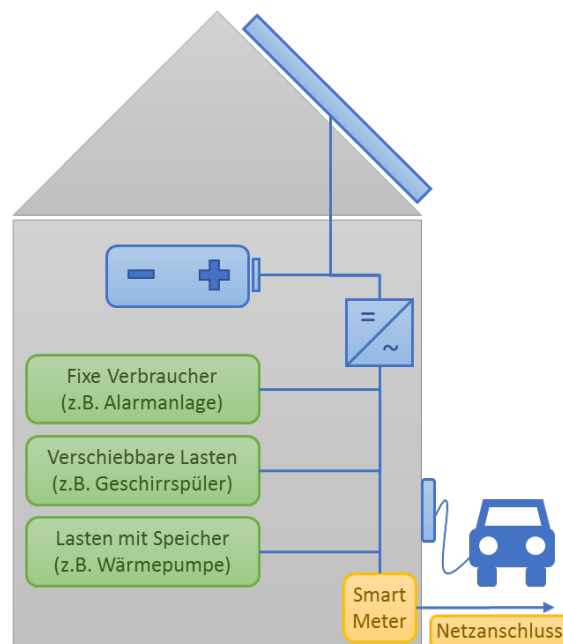 =
~
Fixe Verbraucher
(z.B. Alarmanlage)
Verschiebbare Lasten
(z.B. Geschirrspüler)
Lasten mit Speicher
(z.B. Wärmepumpe)
Smart
Meter
Netzanschluss